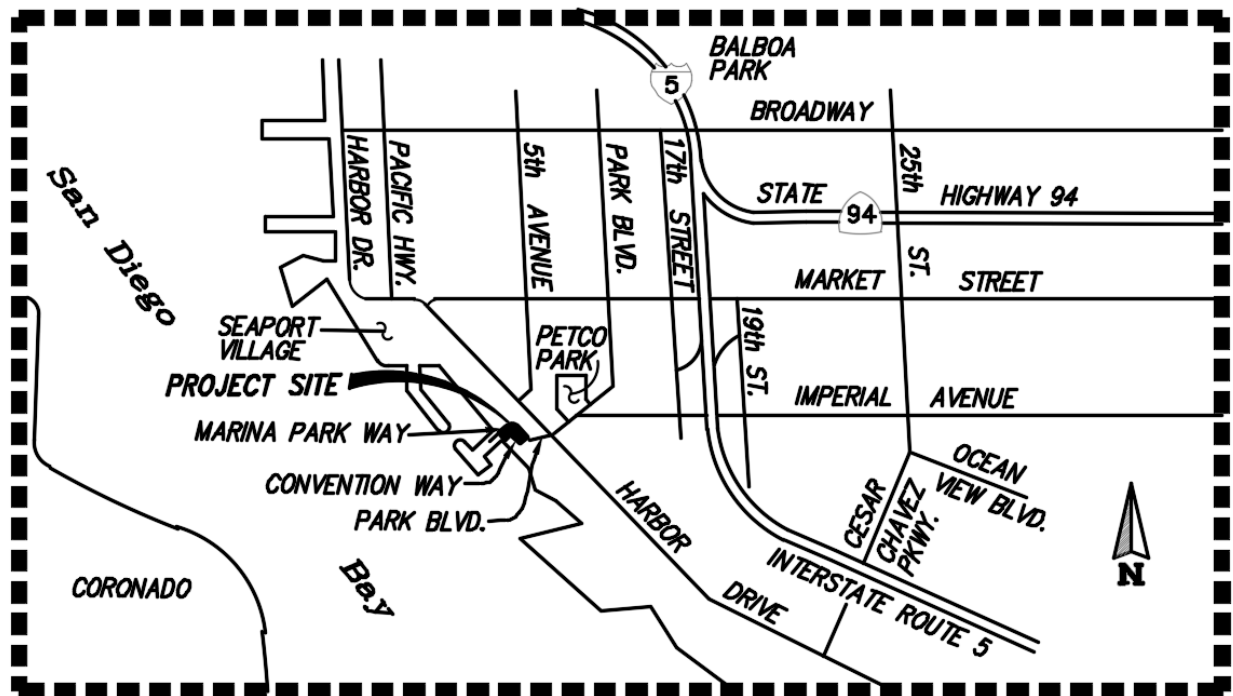 BALBOA
PARK
5
BROADWAY
HARBOR DR.
PACIFIC HWY.
5th AVENUE
PARK BLVD.
17th STREET
25th ST.
San Diego
STATE
94
HIGHWAY 94
MARKET STREET
SEAPORT
VILLAGE
PETCO
PARK
19th ST.
PROJECT SITE
IMPERIAL AVENUE
MARINA PARK WAY
CONVENTION WAY
PARK BLVD.
OCEAN
VIEW BLVD.
CESAR
CHAVEZ
PKWY.
HARBOR
DRIVE
INTERSTATE ROUTE 5
Bay
CORONADO
N